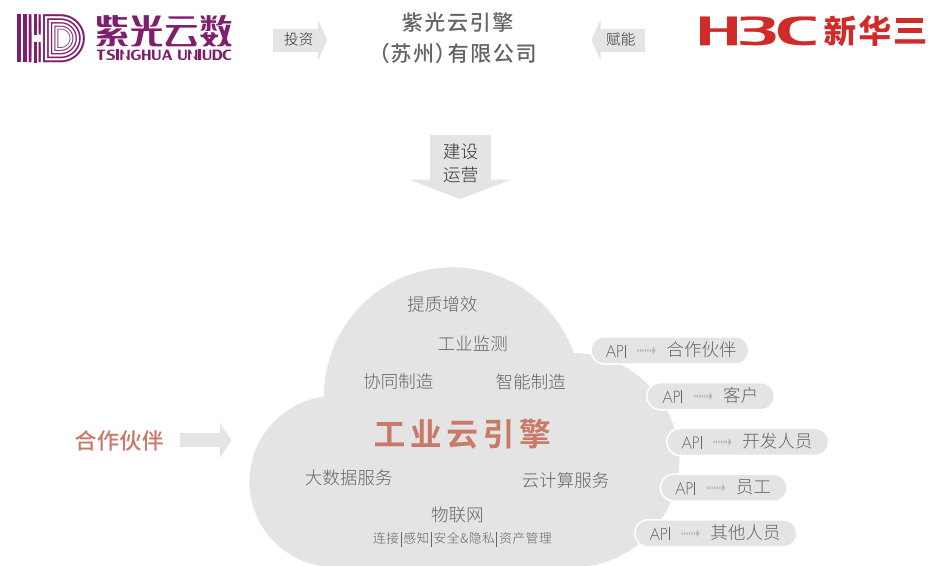 紫光云数
TSINGHUA UNIUDC
投资
紫光云引擎
（苏州）有限公司
赋能
H3C 新华三
建设
运营
提质增效
工业监测
API 合作伙伴
协同制造
智能制造
API 客户
工业云引擎
合作伙伴
API 开发人员
大数据服务
云计算服务
API 员工
物联网
连接|感知|安全&隐私|资产管理
API 其他人员